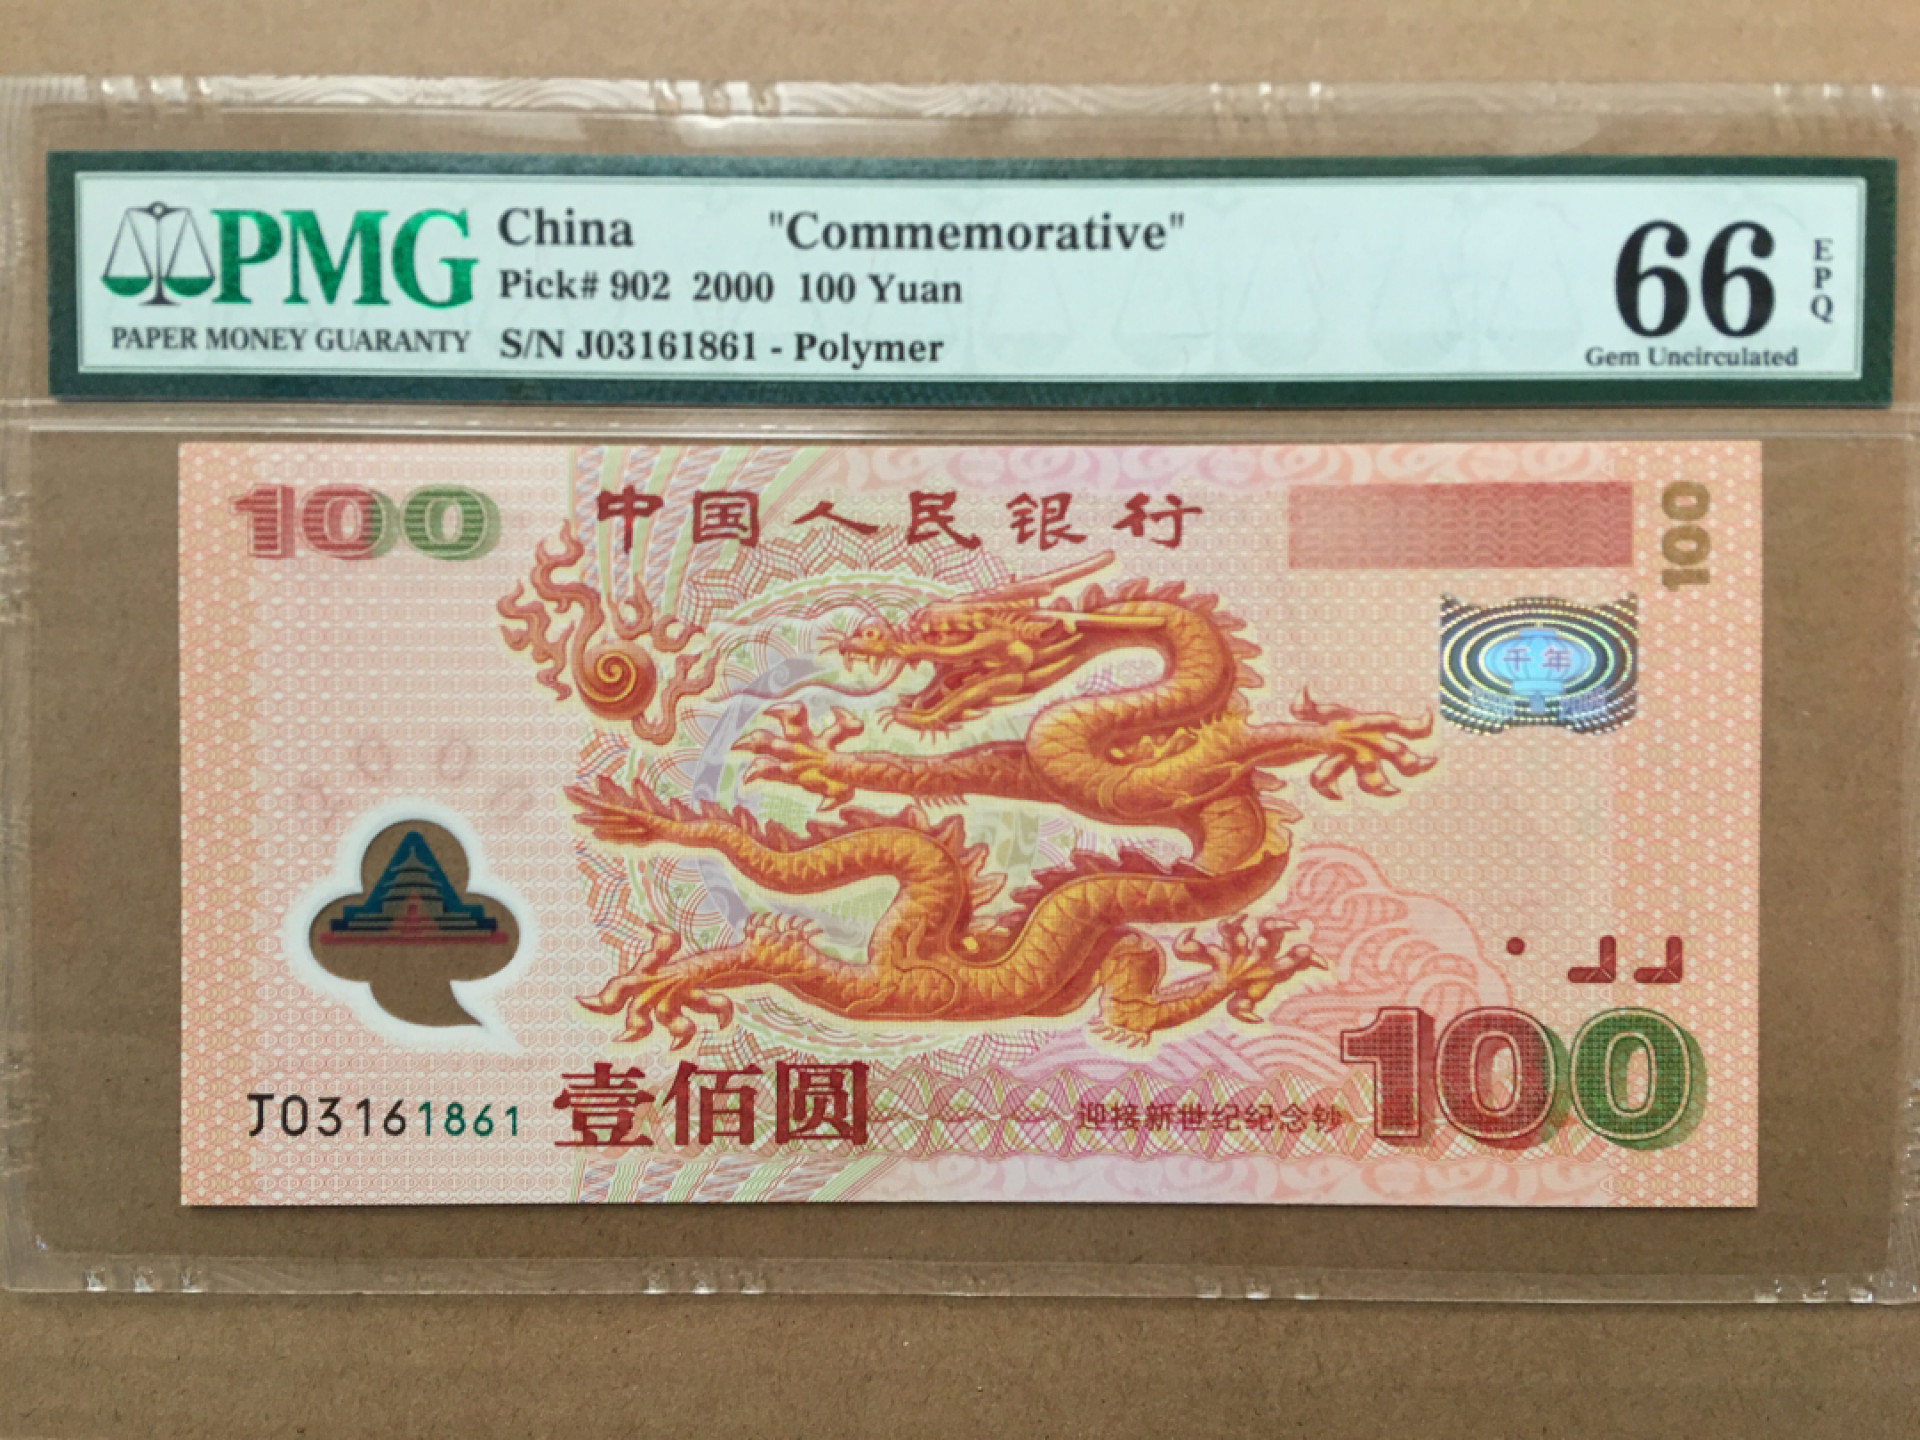 PMG
PAPER MONEY GUARANTY
China "Commemorative"
Pick# 902 2000 100 Yuan
S/N J03161861 - Polymer
66
EPQ
Gem Uncirculated
100 中国人民银行 100
千年
100
J03161861 壹佰圆 迎接新世纪纪念钞 100